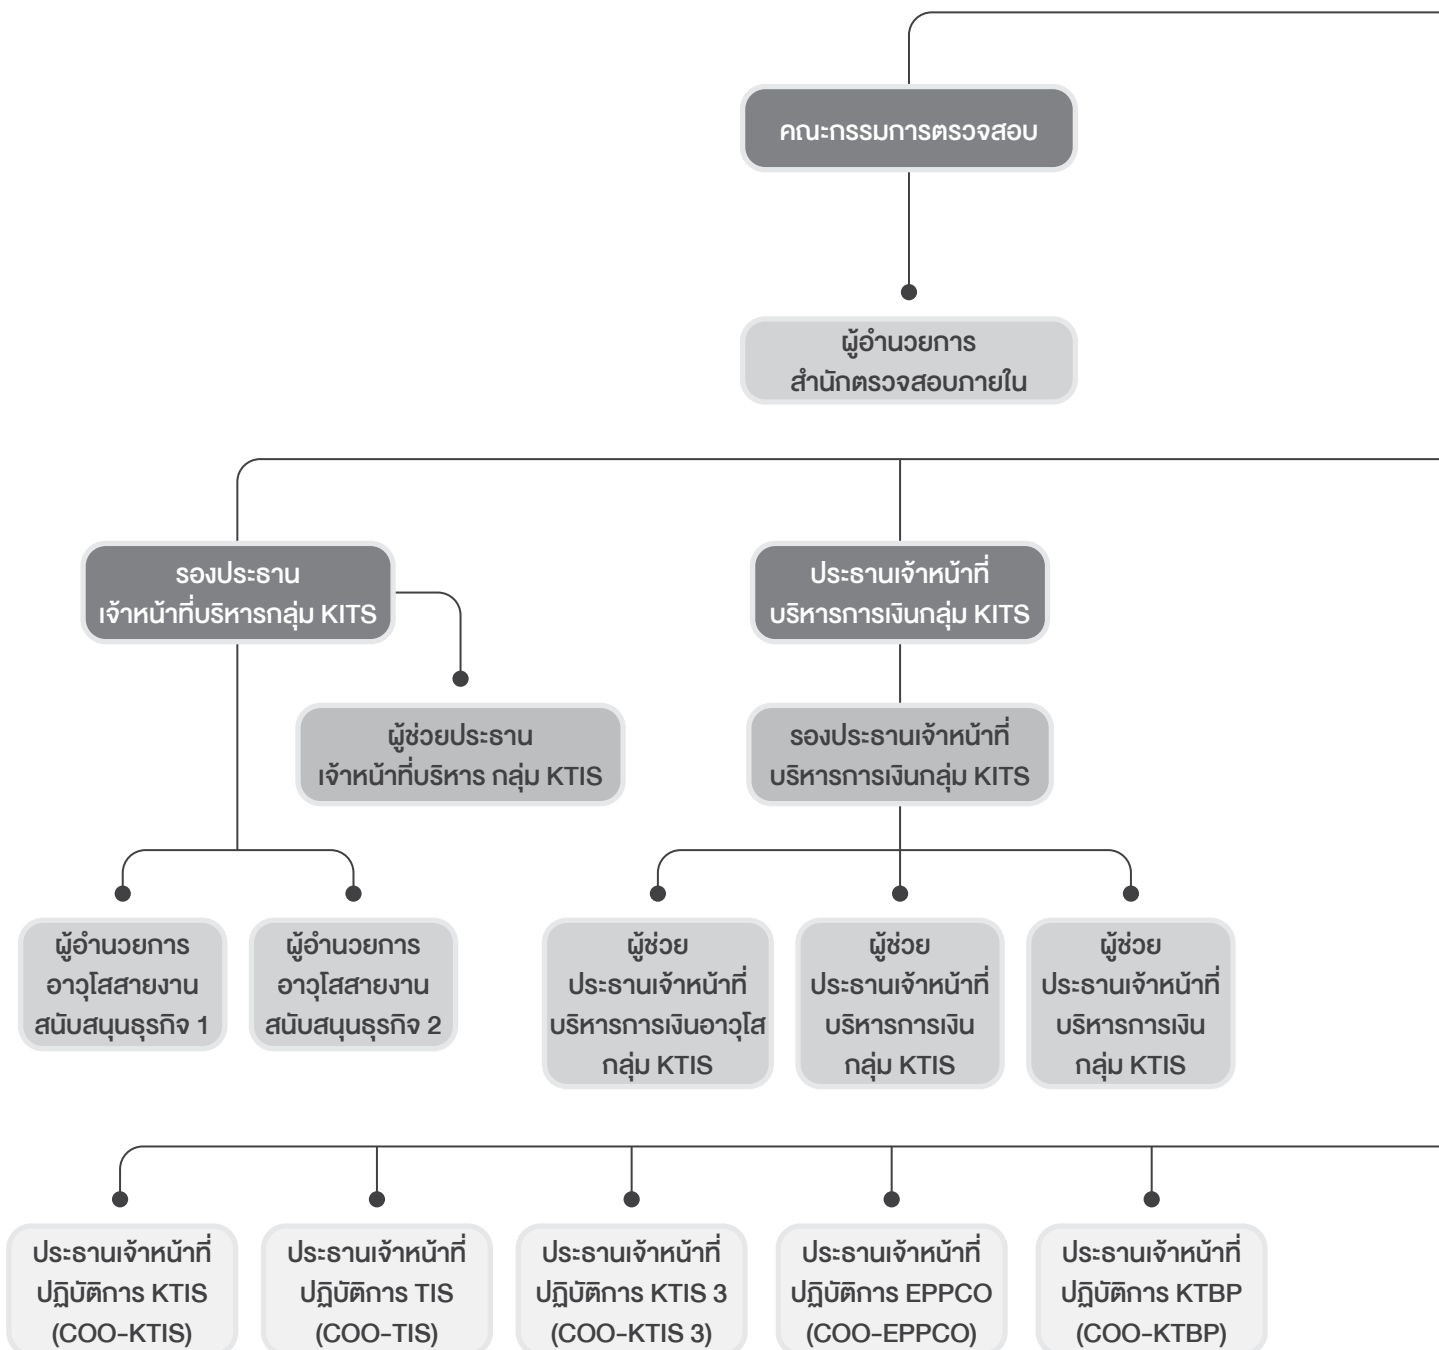 คณะกรรมการตรวจสอบ
ผู้อำนวยการ
สำนักตรวจสอบภายใน
รองประธาน
เจ้าหน้าที่บริหารกลุ่ม KITS
ประธานเจ้าหน้าที่
บริหารการเงินกลุ่ม KITS
ผู้ช่วยประธาน
เจ้าหน้าที่บริหาร กลุ่ม KTIS
รองประธานเจ้าหน้าที่
บริหารการเงินกลุ่ม KITS
ผู้อำนวยการ
อาวุโสสายงาน
สนับสนุนธุรกิจ 1
ผู้อำนวยการ
อาวุโสสายงาน
สนับสนุนธุรกิจ 2
ผู้ช่วย
ประธานเจ้าหน้าที่
บริหารการเงินอาวุโส
กลุ่ม KTIS
ผู้ช่วย
ประธานเจ้าหน้าที่
บริหารการเงิน
กลุ่ม KTIS
ผู้ช่วย
ประธานเจ้าหน้าที่
บริหารการเงิน
กลุ่ม KTIS
ประธานเจ้าหน้าที่
ปฏิบัติการ KTIS
(COO-KTIS)
ประธานเจ้าหน้าที่
ปฏิบัติการ TIS
(COO-TIS)
ประธานเจ้าหน้าที่
ปฏิบัติการ KTIS 3
(COO-KTIS 3)
ประธานเจ้าหน้าที่
ปฏิบัติการ EPPCO
(COO-EPPCO)
ประธานเจ้าหน้าที่
ปฏิบัติการ KTBP
(COO-KTBP)